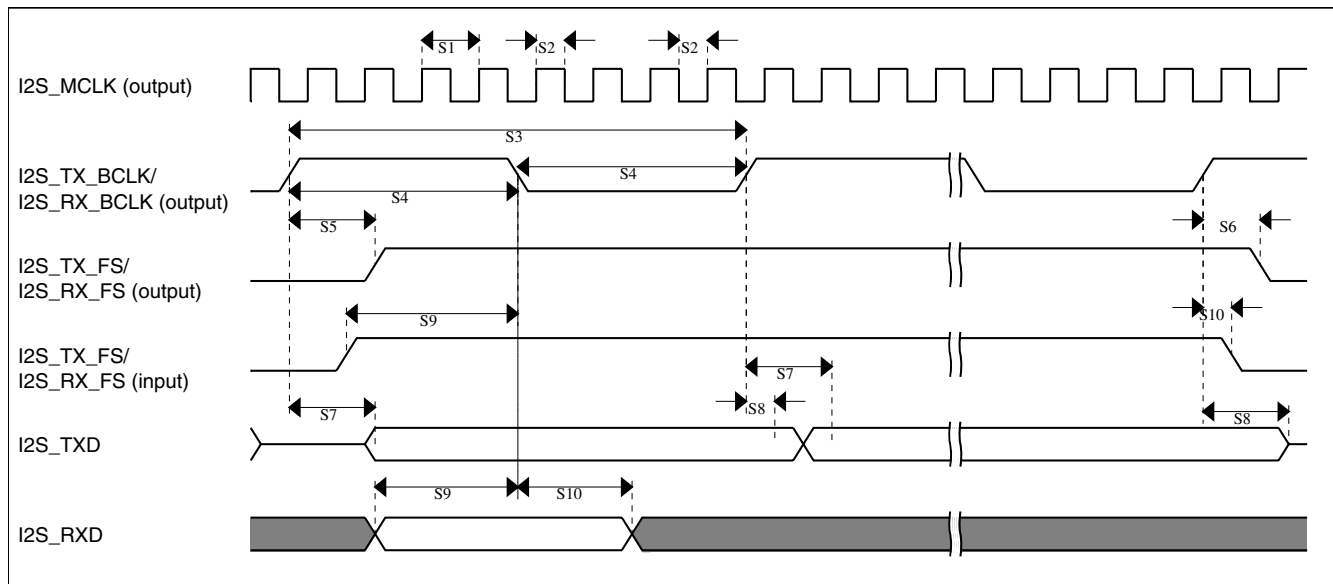 S1
S2
S2
I2S_MCLK (output)
S3
I2S_TX_BCLK/
I2S_RX_BCLK (output)
S4
S4
S5
S6
I2S_TX_FS/
I2S_RX_FS (output)
S9
S10
I2S_TX_FS/
I2S_RX_FS (input)
S7
S8
S7
S8
I2S_TXD
S9
S10
I2S_RXD